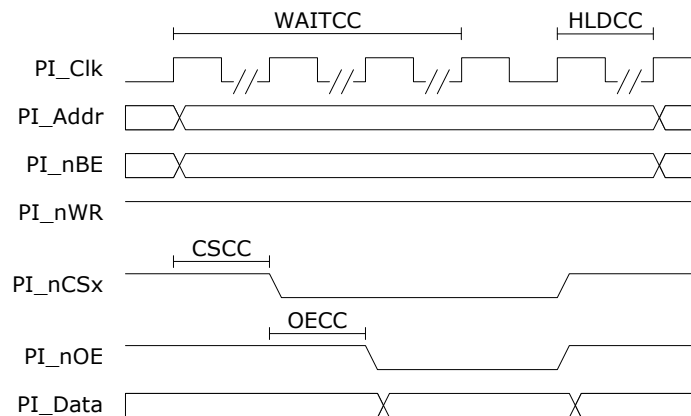 WAITCC HLDCC
PI_Clk
PI_Addr
PI_nBE
PI_nWR
CSCC
PI_nCSx
OECC
PI_nOE
PI_Data